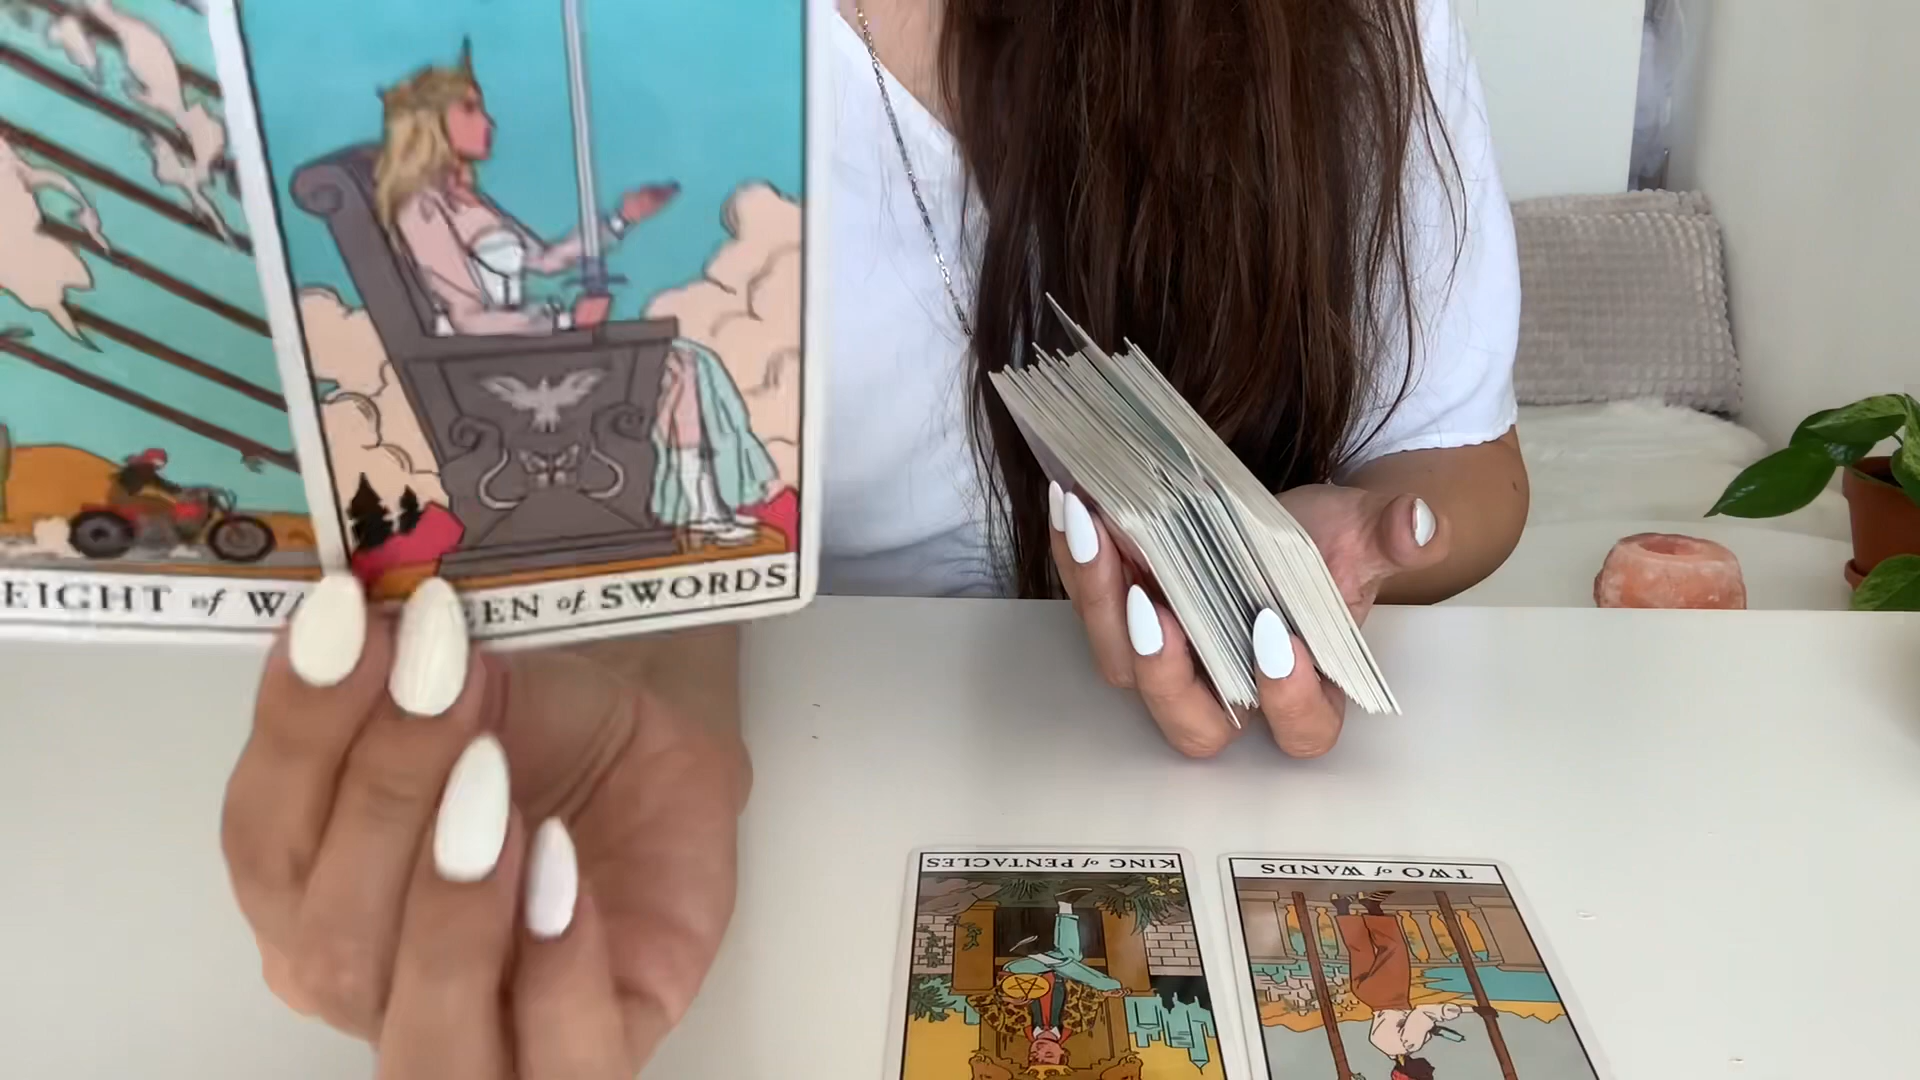 EIGHT of WA
EEN of SWORDS
KING of PENTACLES
TWO of WANDS